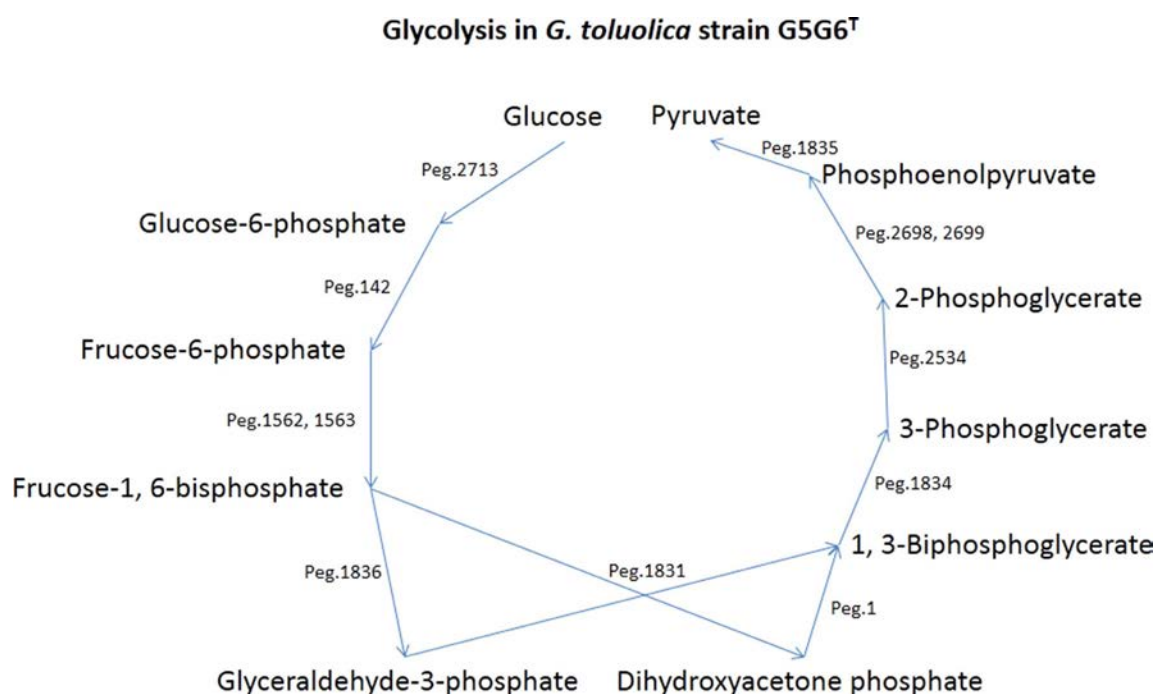 Glycolysis in G. toluolica strain G5G6ᵀ
Glucose
Pyruvate
Peg.2713
Peg.1835
Glucose-6-phosphate
Phosphoenolpyruvate
Peg.142
Peg.2698, 2699
Frucose-6-phosphate
2-Phosphoglycerate
Peg.1562, 1563
Peg.2534
Frucose-1, 6-bisphosphate
3-Phosphoglycerate
Peg.1834
1, 3-Biphosphoglycerate
Peg.1836
Peg.1831
Peg.1
Glyceraldehyde-3-phosphate
Dihydroxyacetone phosphate